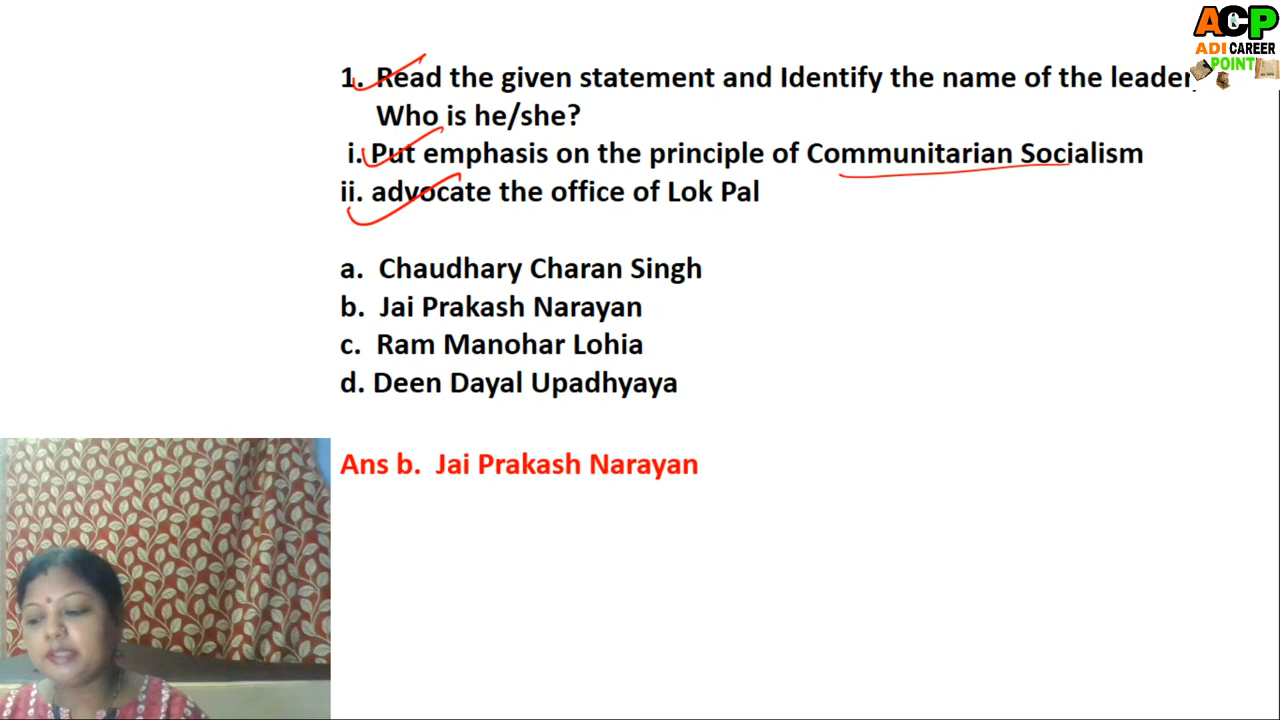 ACP
ADI CAREER
POINT
1. Read the given statement and Identify the name of the leader,
Who is he/she?
i. Put emphasis on the principle of Communitarian Socialism
ii. advocate the office of Lok Pal
a. Chaudhary Charan Singh
b. Jai Prakash Narayan
c. Ram Manohar Lohia
d. Deen Dayal Upadhyaya
Ans b. Jai Prakash Narayan